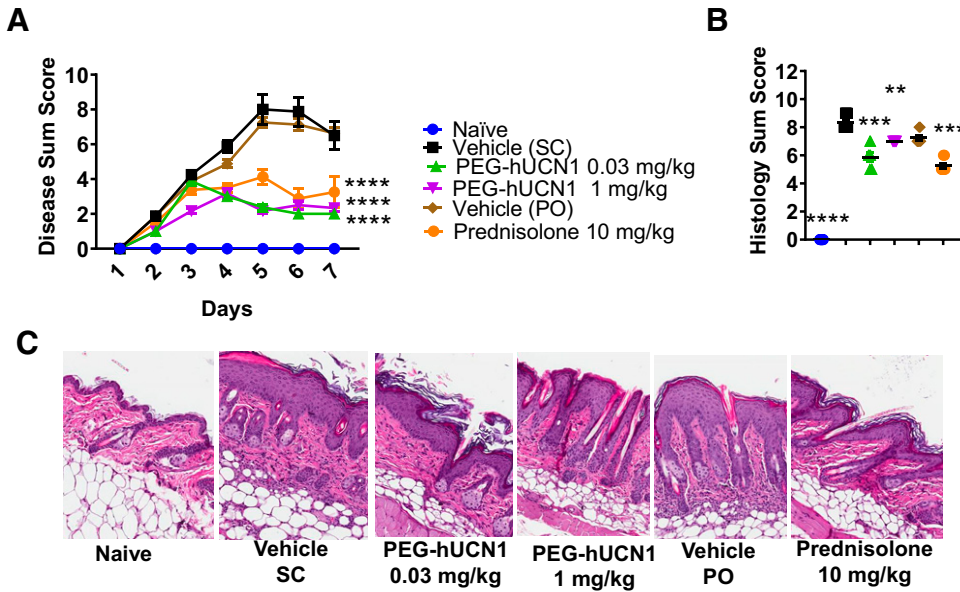 A
Disease Sum Score
8
6
4
2
0
1 2 3 4 5 6 7
Days
****
****
****
Naïve
Vehicle (SC)
PEG-hUCN1 0.03 mg/kg
PEG-hUCN1 1 mg/kg
Vehicle (PO)
Prednisolone 10 mg/kg
B
Histology Sum Score
12
10
8
6
4
2
0
****
***
**
***
C
Naive
Vehicle
SC
PEG-hUCN1
0.03 mg/kg
PEG-hUCN1
1 mg/kg
Vehicle
PO
Prednisolone
10 mg/kg